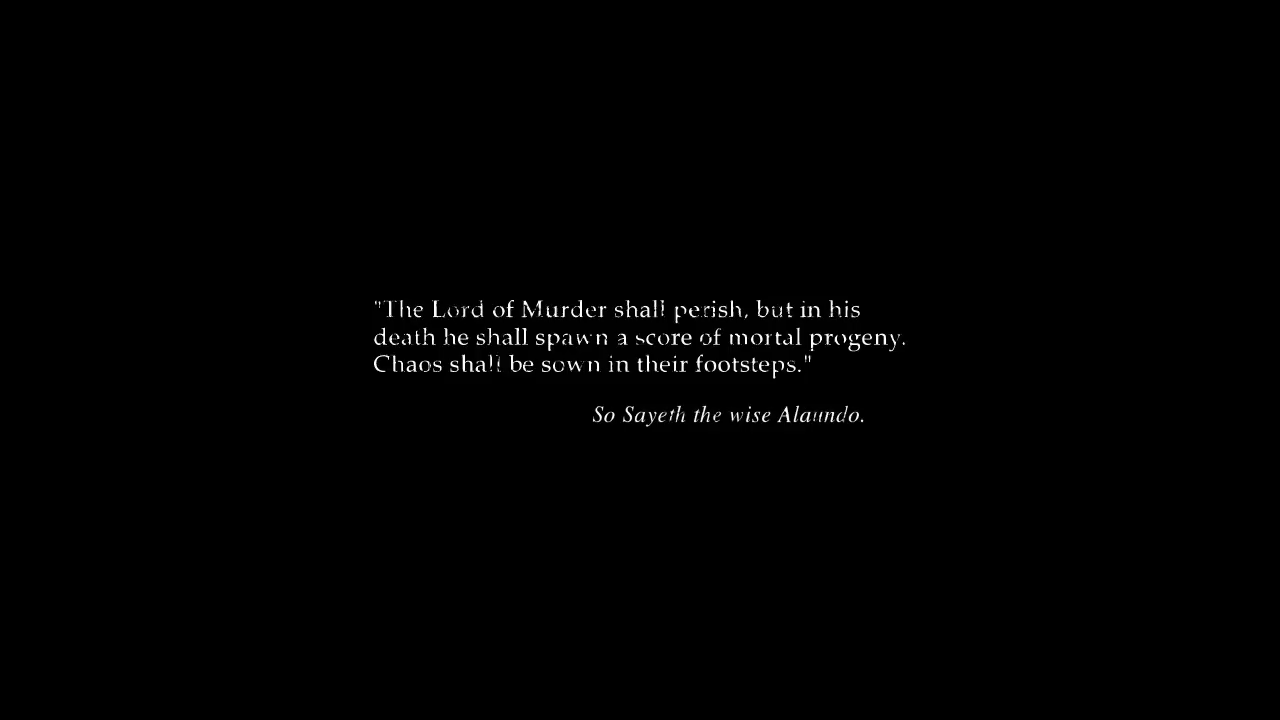 "The Lord of Murder shall perish, but in his
death he shall spawn a score of mortal progeny.
Chaos shall be sown in their footsteps."
So Sayeth the wise Alaundo.